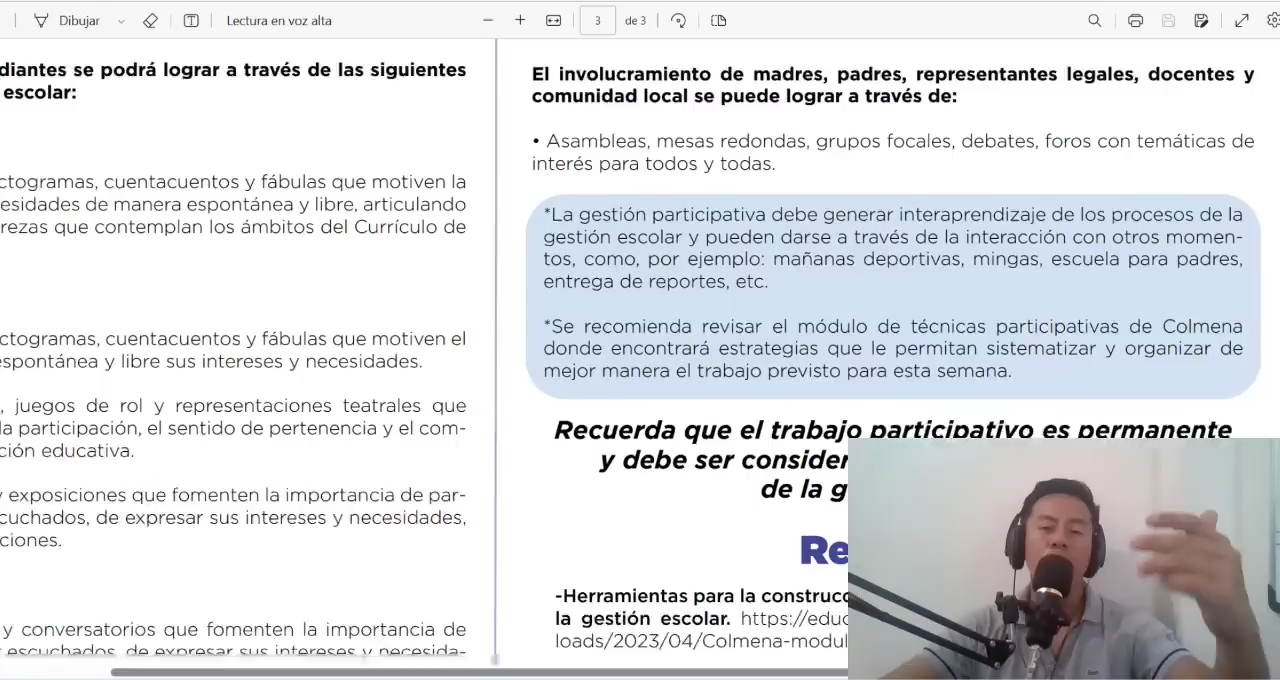 Dibujar
Lectura en voz alta
3
de 3
diantes se podrá lograr a través de las siguientes
escolar:
ctogramas, cuentacuentos y fábulas que motiven la
esidades de manera espontánea y libre, articulando
rezas que contemplan los ámbitos del Currículo de
ctogramas, cuentacuentos y fábulas que motiven el
espontánea y libre sus intereses y necesidades.
, juegos de rol y representaciones teatrales que
la participación, el sentido de pertenencia y el com-
ción educativa.
y exposiciones que fomenten la importancia de par-
cuchados, de expresar sus intereses y necesidades,
ciones.
y conversatorios que fomenten la importancia de
escuchados, de expresar sus intereses y necesida-
El involucramiento de madres, padres, representantes legales, docentes y
comunidad local se puede lograr a través de:
• Asambleas, mesas redondas, grupos focales, debates, foros con temáticas de
interés para todos y todas.
*La gestión participativa debe generar interaprendizaje de los procesos de la
gestión escolar y pueden darse a través de la interacción con otros momen-
tos, como, por ejemplo: mañanas deportivas, mingas, escuela para padres,
entrega de reportes, etc.
*Se recomienda revisar el módulo de técnicas participativas de Colmena
donde encontrará estrategias que le permitan sistematizar y organizar de
mejor manera el trabajo previsto para esta semana.
Recuerda que el trabajo participativo es permanente
y debe ser consider
de la g
Re
-Herramientas para la construcc
la gestión escolar. https://educ
loads/2023/04/Colmena-modul